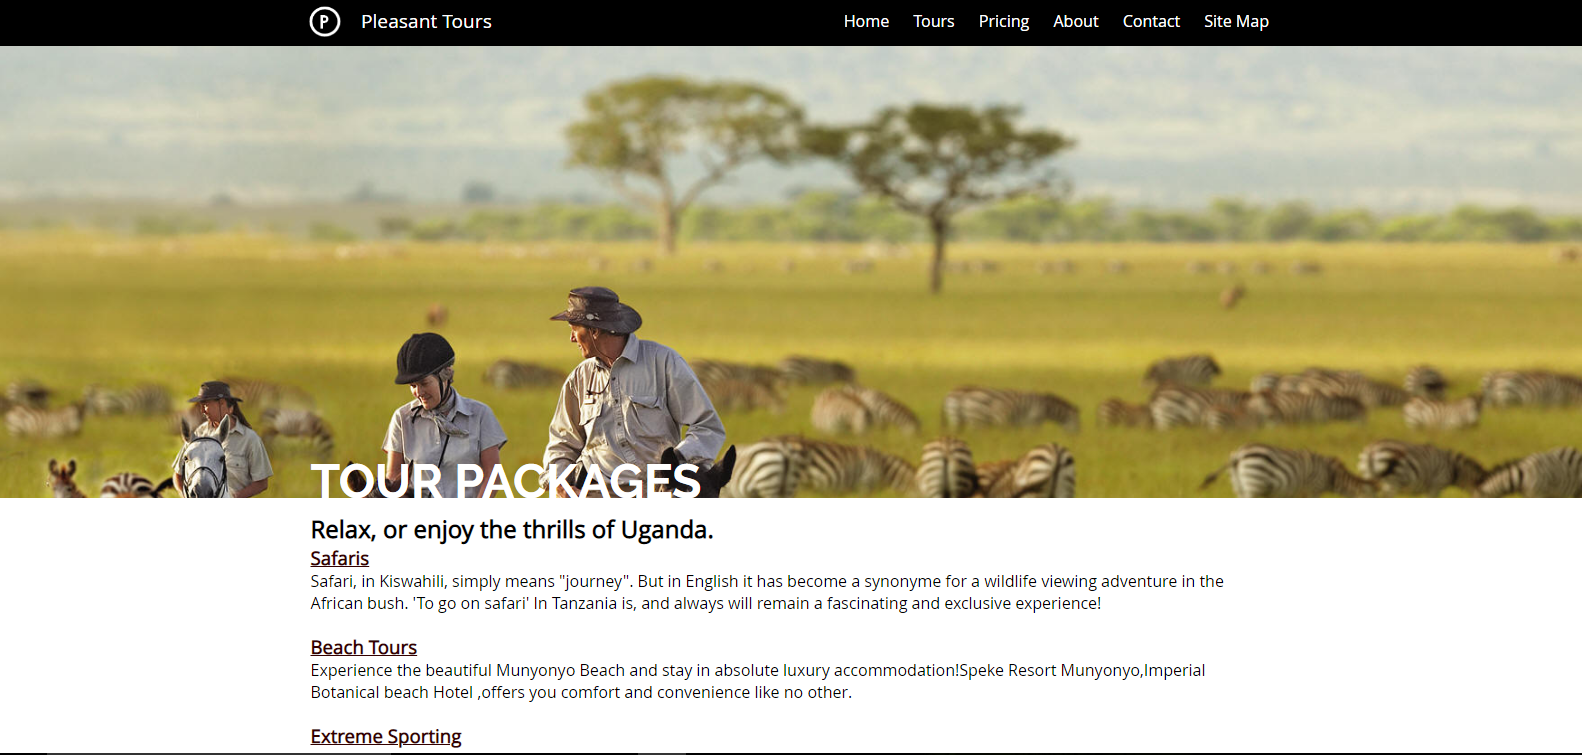 P Pleasant Tours Home Tours Pricing About Contact Site Map
TOUR PACKAGES
Relax, or enjoy the thrills of Uganda.
Safaris
Safari, in Kiswahili, simply means "journey". But in English it has become a synonyme for a wildlife viewing adventure in the
African bush. 'To go on safari' In Tanzania is, and always will remain a fascinating and exclusive experience!
Beach Tours
Experience the beautiful Munyonyo Beach and stay in absolute luxury accommodation!Speke Resort Munyonyo,Imperial
Botanical beach Hotel ,offers you comfort and convenience like no other.
Extreme Sporting